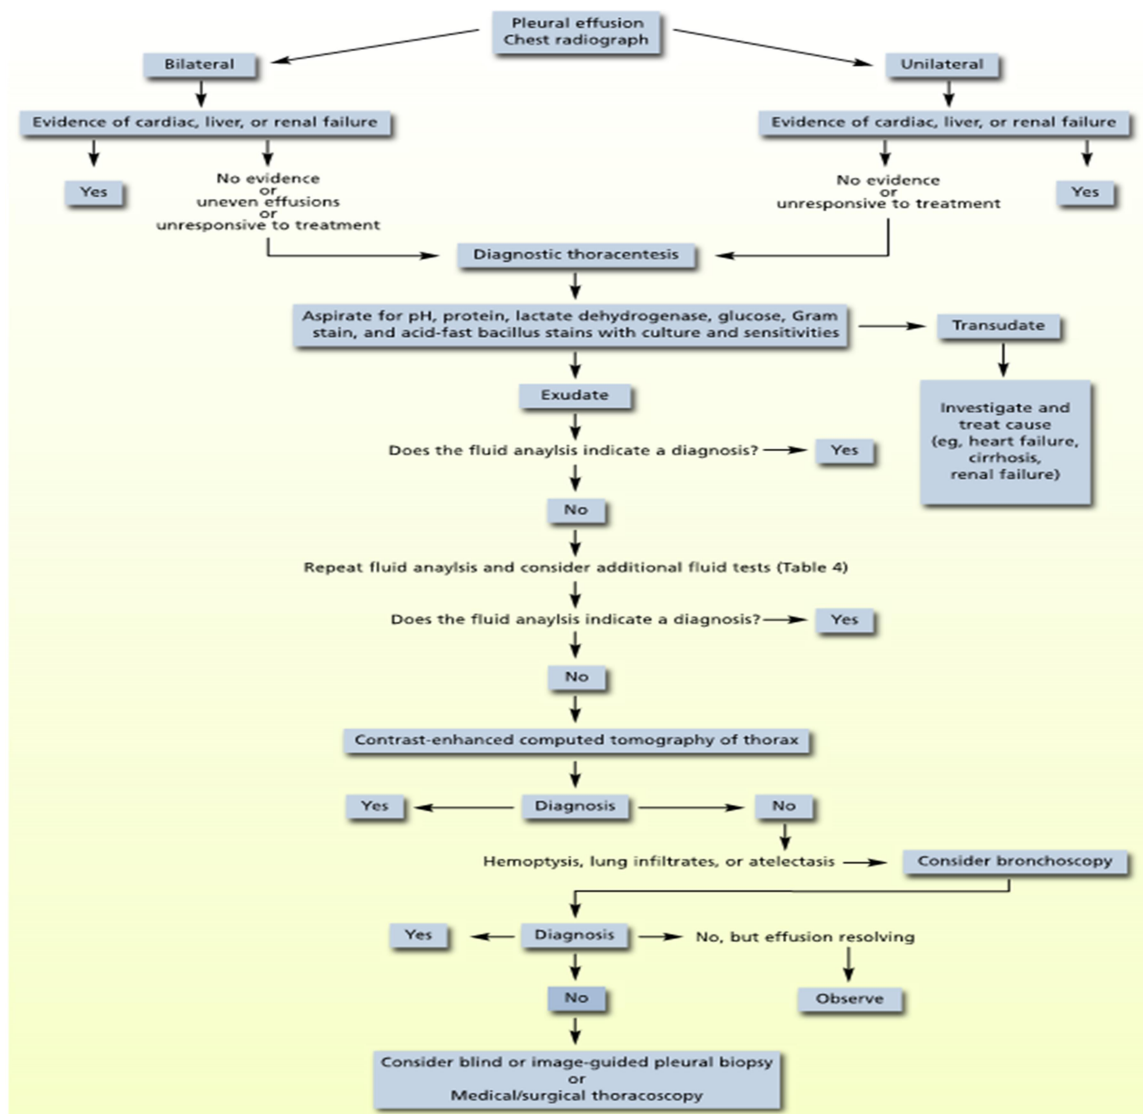 Pleural effusion
Chest radiograph
Bilateral
Unilateral
Evidence of cardiac, liver, or renal failure
Evidence of cardiac, liver, or renal failure
Yes
No evidence
or
uneven effusions
or
unresponsive to treatment
No evidence
or
unresponsive to treatment
Yes
Diagnostic thoracentesis
Aspirate for pH, protein, lactate dehydrogenase, glucose, Gram
stain, and acid-fast bacillus stains with culture and sensitivities
Transudate
Investigate and
treat cause
(eg, heart failure,
cirrhosis,
renal failure)
Exudate
Does the fluid anaylsis indicate a diagnosis?
Yes
No
Repeat fluid anaylsis and consider additional fluid tests (Table 4)
Does the fluid anaylsis indicate a diagnosis?
Yes
No
Contrast-enhanced computed tomography of thorax
Yes
Diagnosis
No
Hemoptysis, lung infiltrates, or atelectasis
Consider bronchoscopy
Yes
Diagnosis
No, but effusion resolving
No
Observe
Consider blind or image-guided pleural biopsy
or
Medical/surgical thoracoscopy